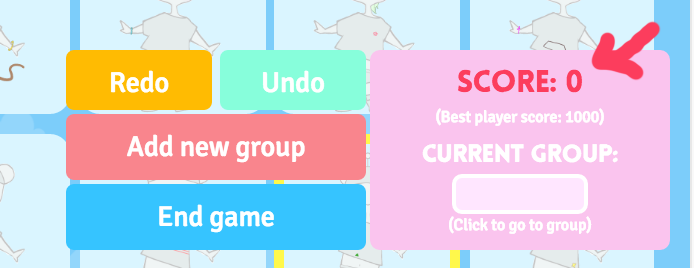 Redo
Undo
Add new group
End game
SCORE: 0
(Best player score: 1000)
CURRENT GROUP:
(Click to go to group)